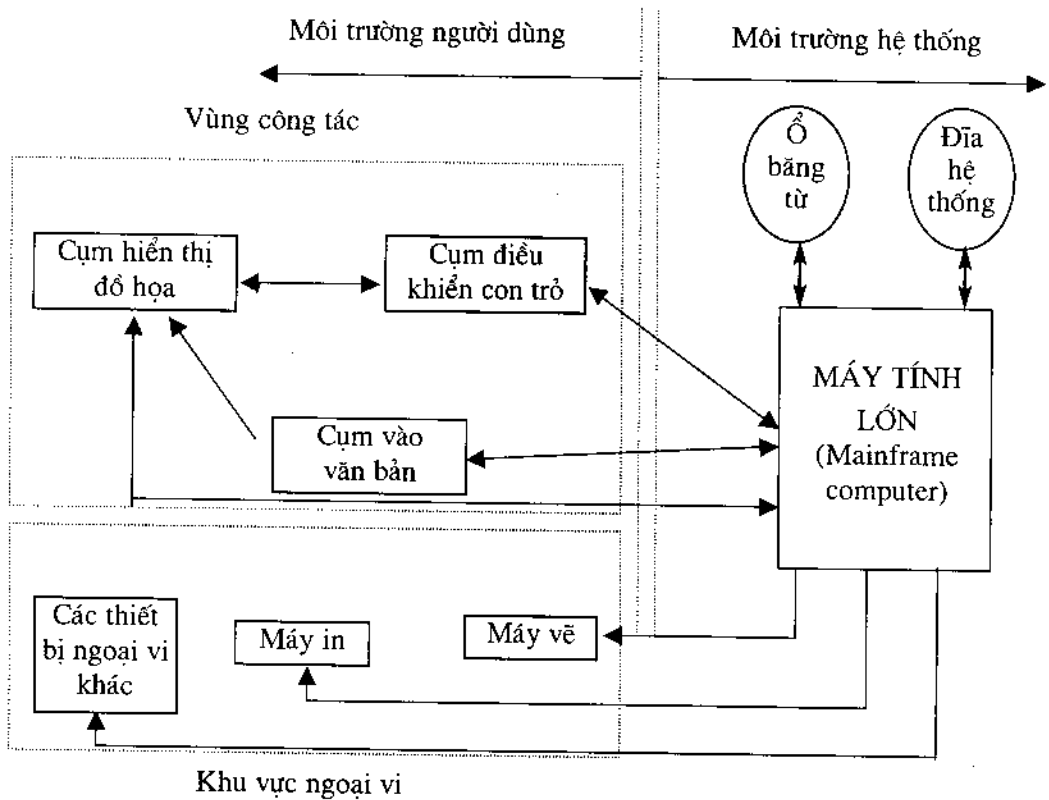 Môi trường người dùng
Môi trường hệ thống
Vùng công tác
Ổ
băng
từ
Đĩa
hệ
thống
Cụm hiển thị
đồ họa
Cụm điều
khiển con trỏ
MÁY TÍNH
LỚN
(Mainframe
computer)
Cụm vào
văn bản
Các thiết
bị ngoại vi
khác
Máy in
Máy vẽ
Khu vực ngoại vi